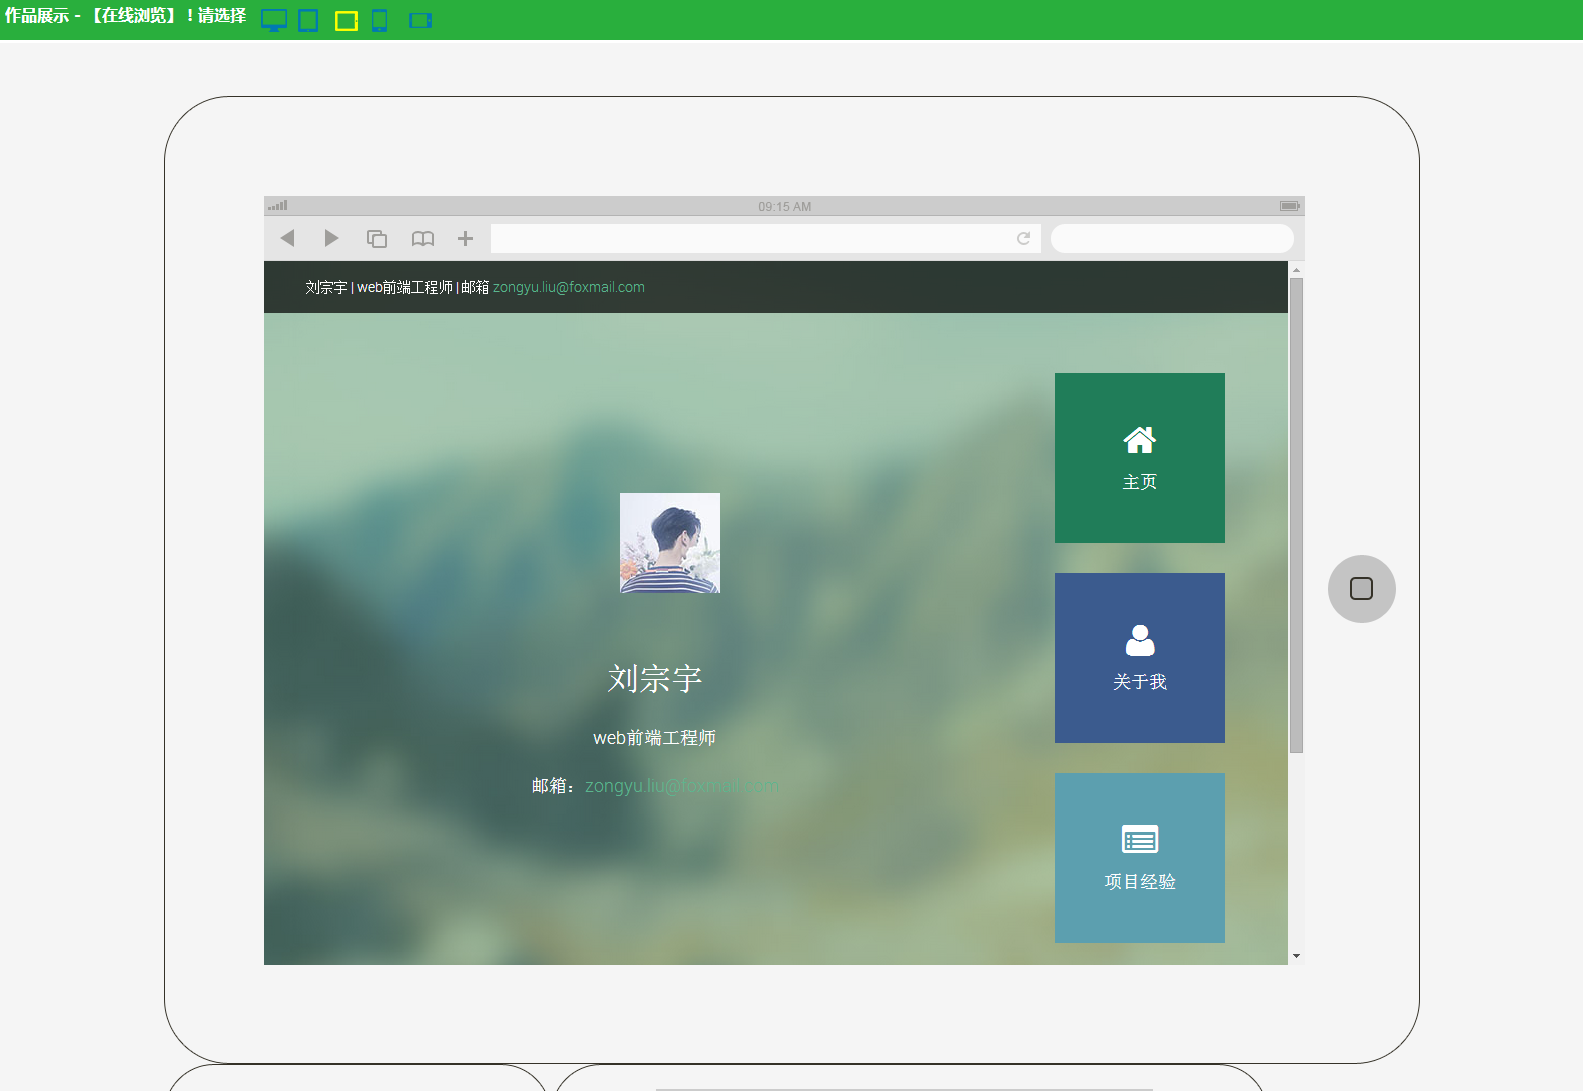 作品展示 - 【在线浏览】 ! 请选择
09:15 AM
刘宗宇 | web前端工程师 | 邮箱 zongyu.liu@foxmail.com
主页
关于我
刘宗宇
web前端工程师
邮箱：zongyu.liu@foxmail.com
项目经验